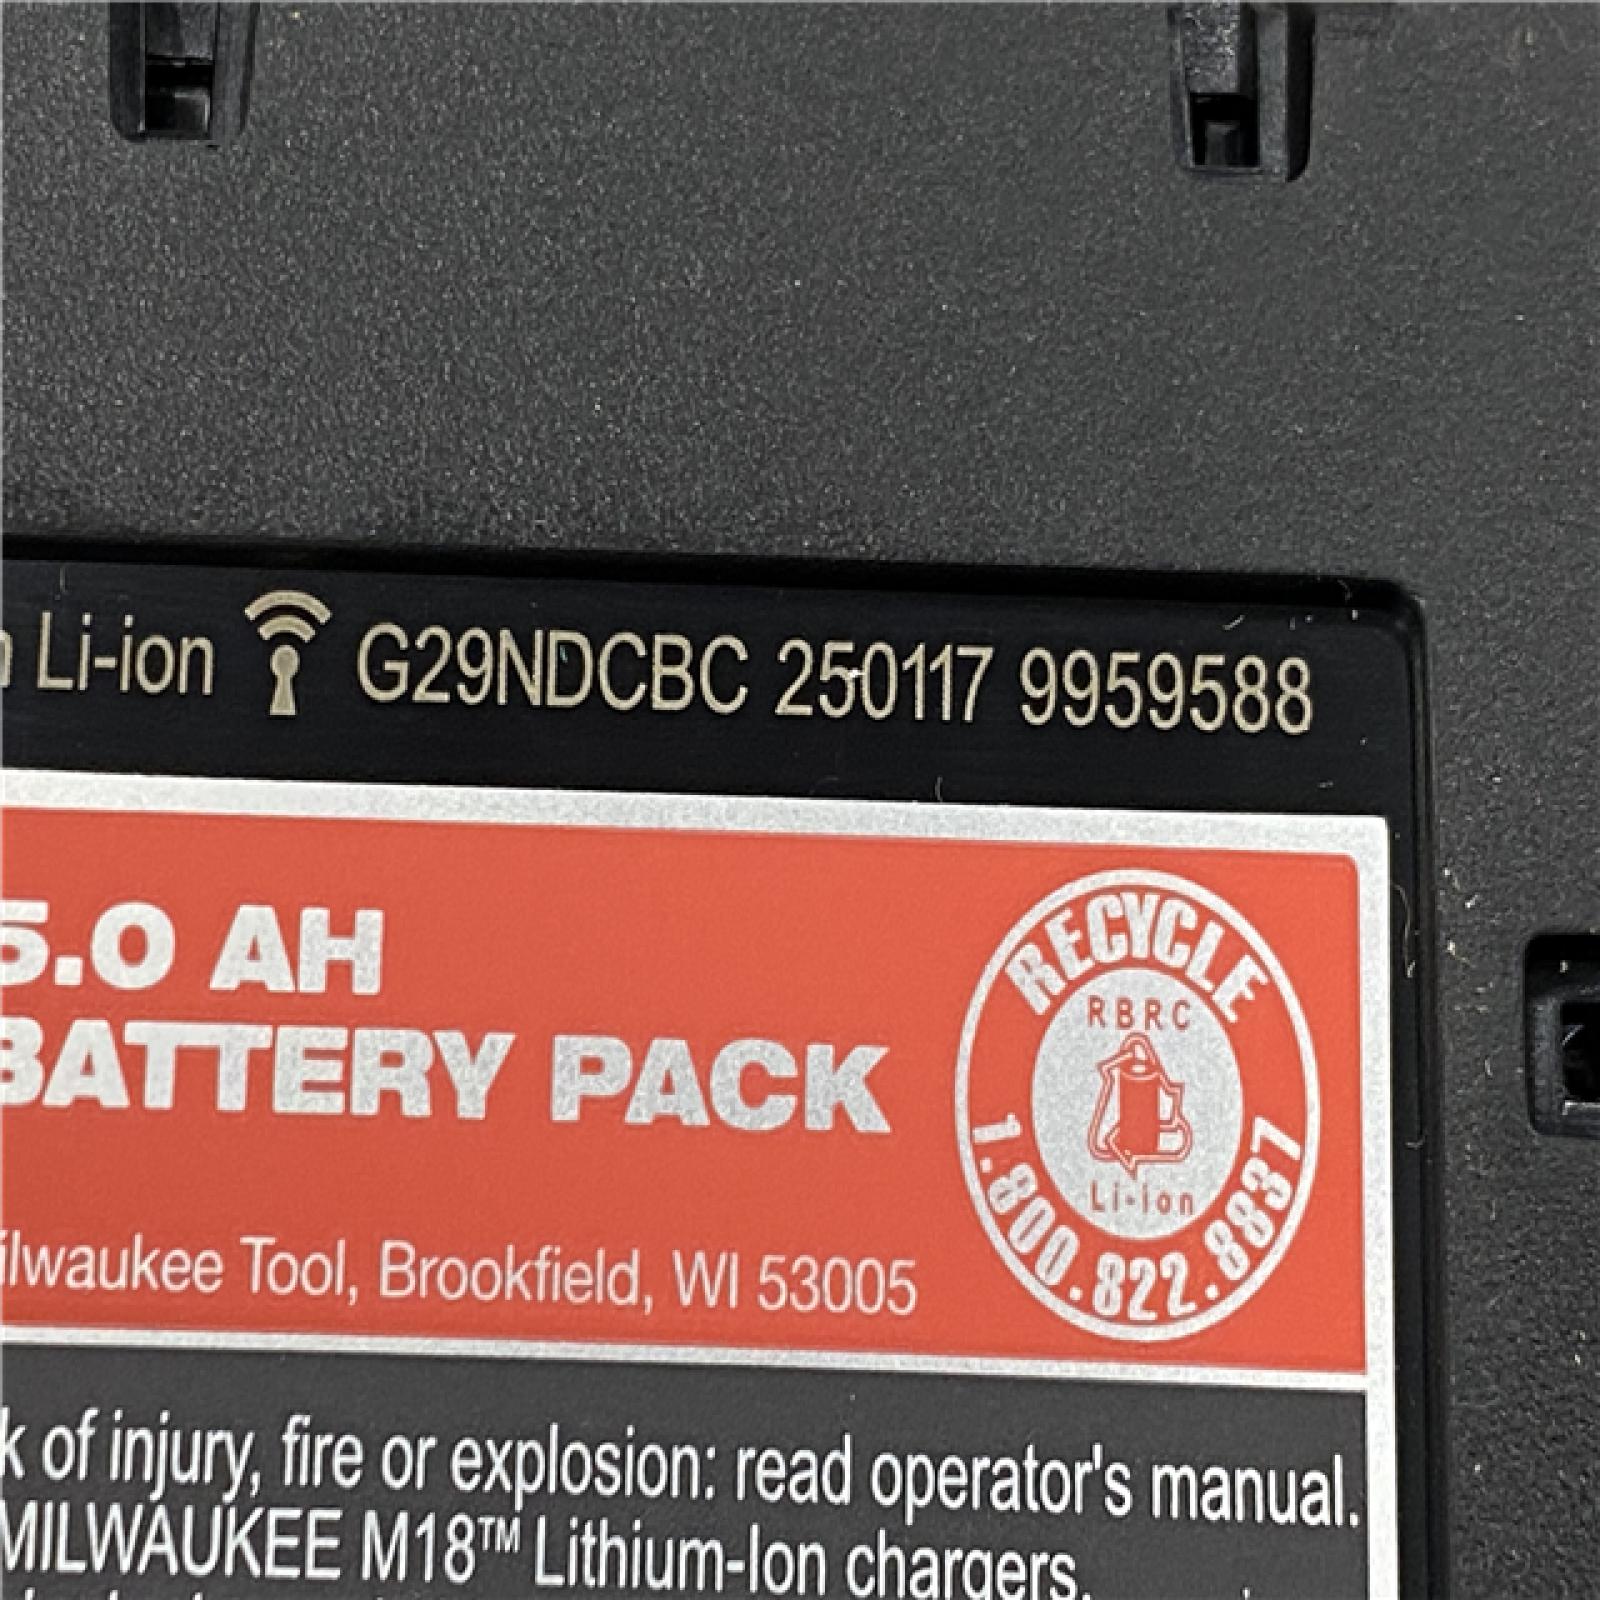 Li-ion G29NDCBC 250117 9959588
5.0 AH
BATTERY PACK
RECYCLE
RBRC
Li-ion
1.800.822.8837
Milwaukee Tool, Brookfield, WI 53005
of injury, fire or explosion: read operator's manual.
MILWAUKEE M18™ Lithium-Ion chargers.